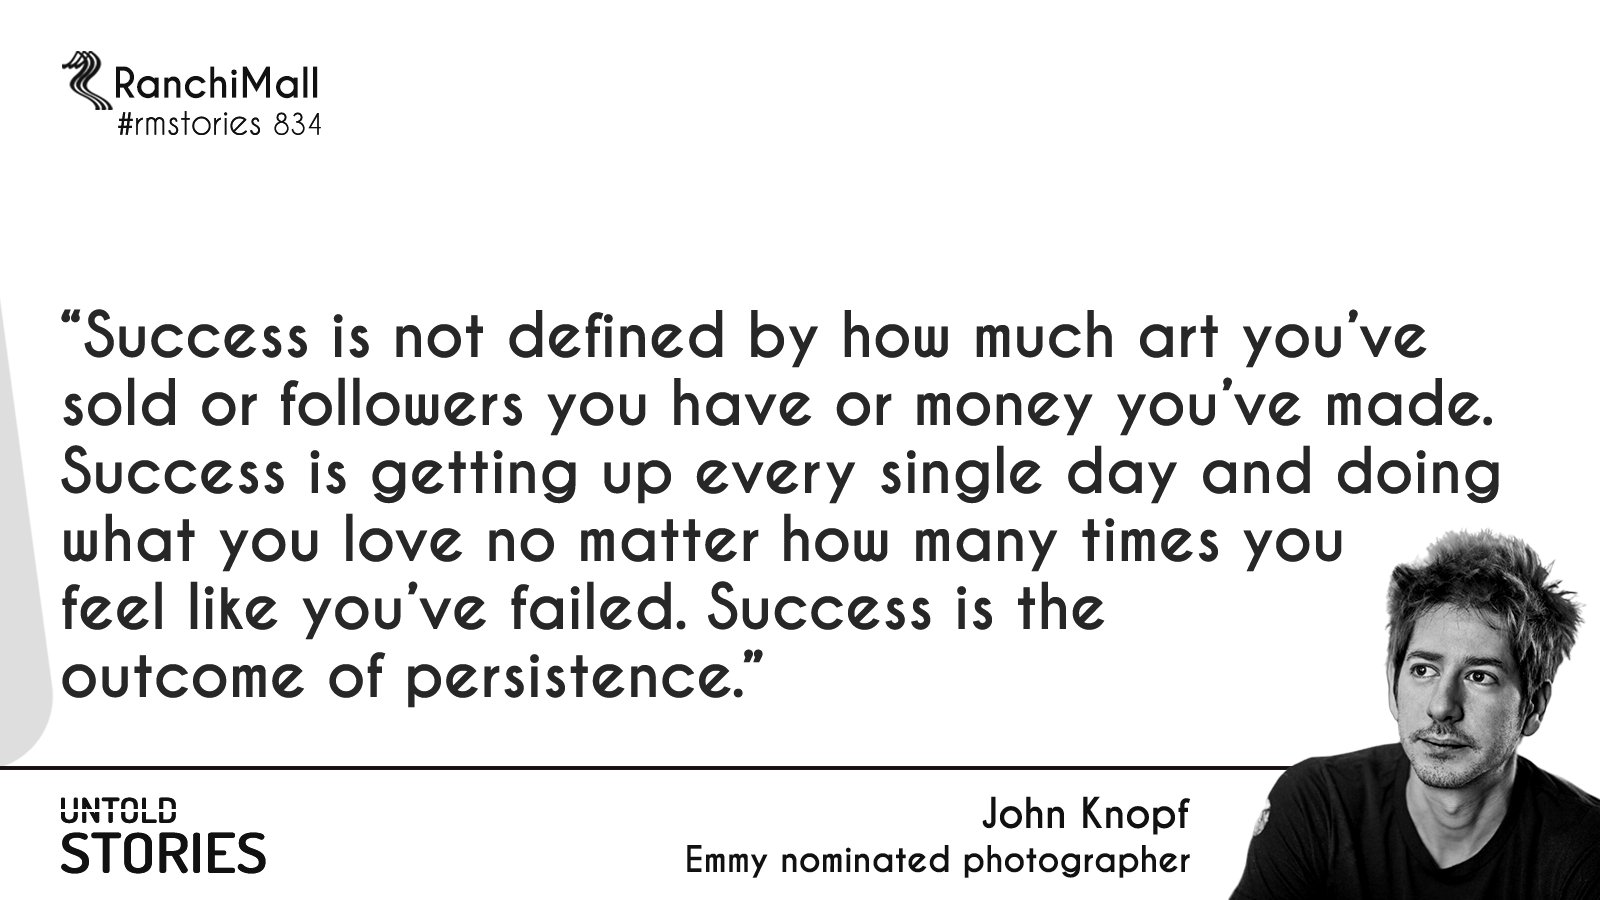 RanchiMall
#rmstories 834
“Success is not defined by how much art you’ve
sold or followers you have or money you’ve made.
Success is getting up every single day and doing
what you love no matter how many times you
feel like you’ve failed. Success is the
outcome of persistence.”
UNTOLD
STORIES
John Knopf
Emmy nominated photographer